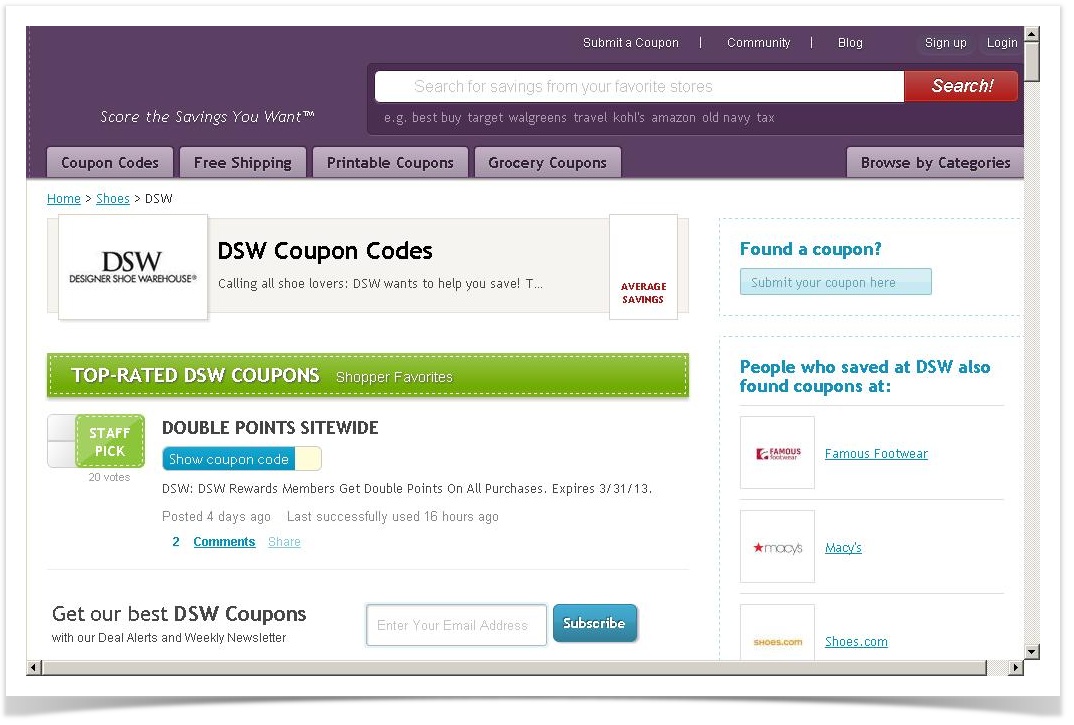 Submit a Coupon | Community | Blog Sign up Login
Search for savings from your favorite stores Search!
Score the Savings You Want™ e.g. best buy target walgreens travel kohl's amazon old navy tax
Coupon Codes Free Shipping Printable Coupons Grocery Coupons Browse by Categories
Home > Shoes > DSW
DSW
DESIGNER SHOE WAREHOUSE®
DSW Coupon Codes
Calling all shoe lovers: DSW wants to help you save! T...
AVERAGE
SAVINGS
Found a coupon?
Submit your coupon here
TOP-RATED DSW COUPONS Shopper Favorites
STAFF
PICK
20 votes
DOUBLE POINTS SITEWIDE
Show coupon code
DSW: DSW Rewards Members Get Double Points On All Purchases. Expires 3/31/13.
Posted 4 days ago Last successfully used 16 hours ago
2 Comments Share
Get our best DSW Coupons
with our Deal Alerts and Weekly Newsletter
Enter Your Email Address Subscribe
People who saved at DSW also
found coupons at:
FAMOUS
footwear
Famous Footwear
★macy's
Macy's
SHOES.COM
Shoes.com